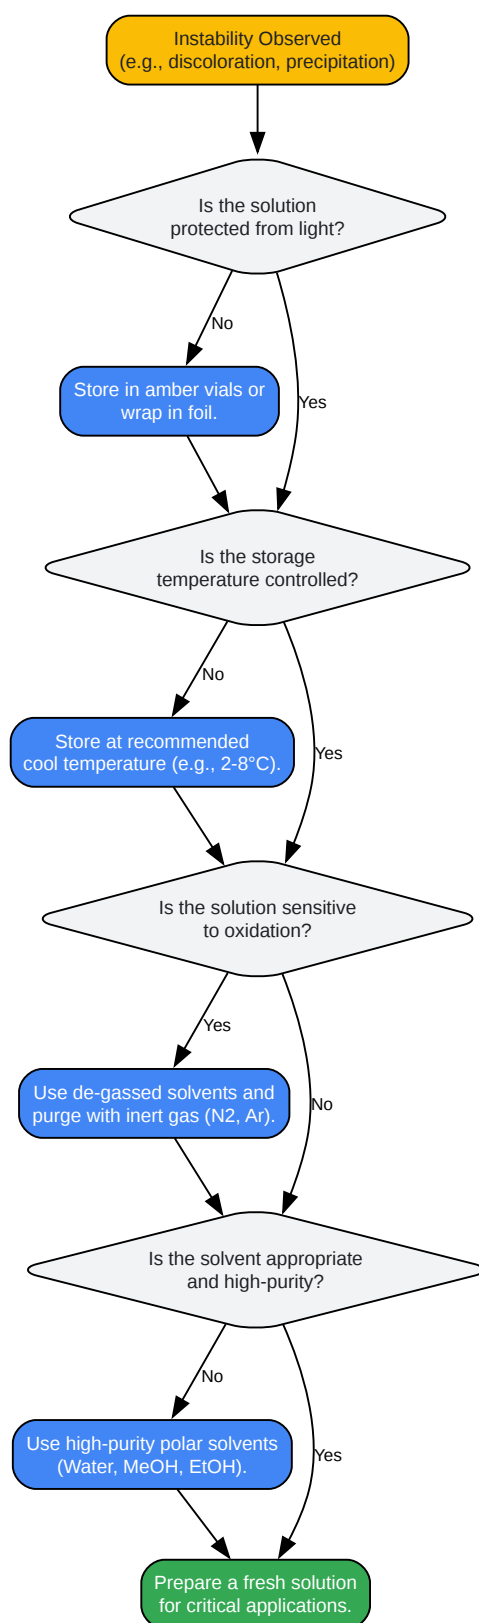 Instability Observed
(e.g., discoloration, precipitation)
Is the solution
protected from light?
No
Store in amber vials or
wrap in foil.
Yes
Is the storage
temperature controlled?
No
Store at recommended
cool temperature (e.g., 2-8°C).
Yes
Is the solution sensitive
to oxidation?
Yes
Use de-gassed solvents and
purge with inert gas (N2, Ar).
No
Is the solvent appropriate
and high-purity?
No
Use high-purity polar solvents
(Water, MeOH, EtOH).
Yes
Prepare a fresh solution
for critical applications.